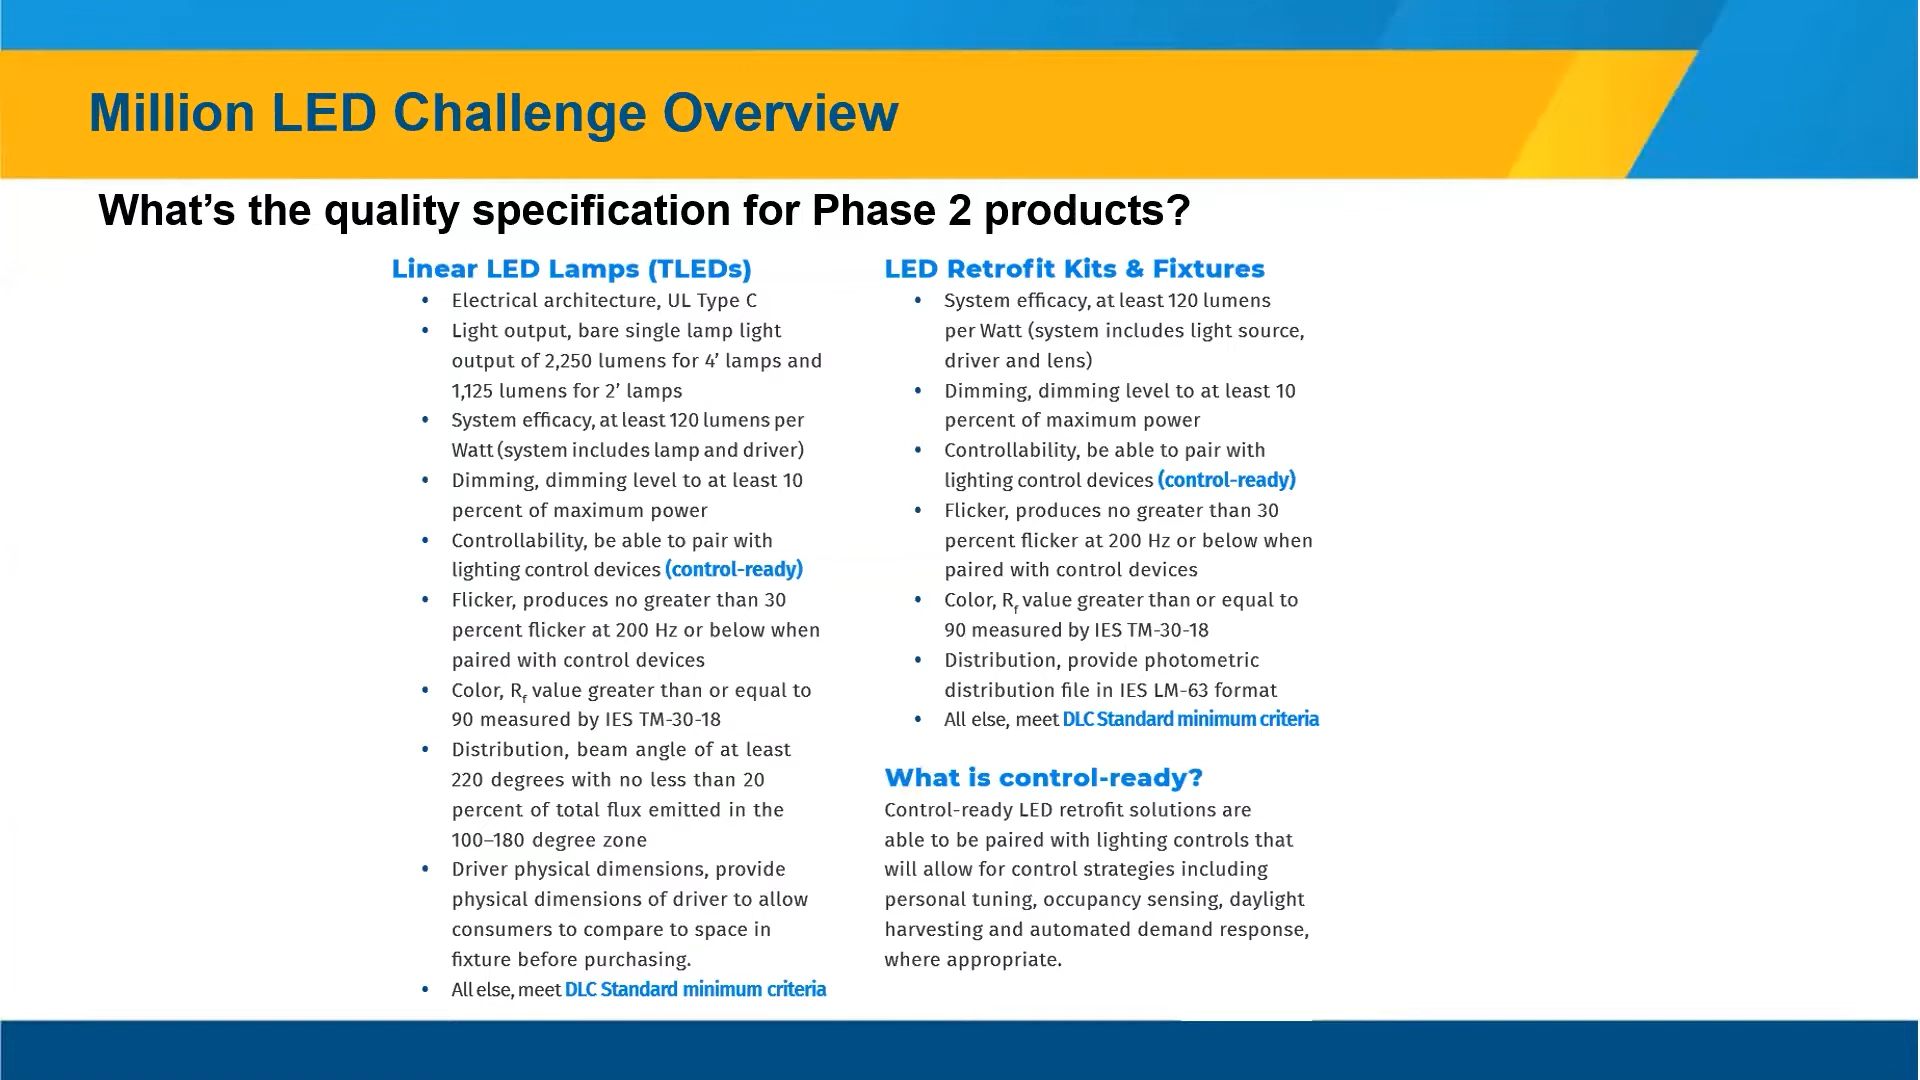 Million LED Challenge Overview
What’s the quality specification for Phase 2 products?
Linear LED Lamps (TLEDs)
• Electrical architecture, UL Type C
• Light output, bare single lamp light
output of 2,250 lumens for 4’ lamps and
1,125 lumens for 2’ lamps
• System efficacy, at least 120 lumens per
Watt (system includes lamp and driver)
• Dimming, dimming level to at least 10
percent of maximum power
• Controllability, be able to pair with
lighting control devices (control-ready)
• Flicker, produces no greater than 30
percent flicker at 200 Hz or below when
paired with control devices
• Color, Rf value greater than or equal to
90 measured by IES TM-30-18
• Distribution, beam angle of at least
220 degrees with no less than 20
percent of total flux emitted in the
100–180 degree zone
• Driver physical dimensions, provide
physical dimensions of driver to allow
consumers to compare to space in
fixture before purchasing.
• All else, meet DLC Standard minimum criteria
LED Retrofit Kits & Fixtures
• System efficacy, at least 120 lumens
per Watt (system includes light source,
driver and lens)
• Dimming, dimming level to at least 10
percent of maximum power
• Controllability, be able to pair with
lighting control devices (control-ready)
• Flicker, produces no greater than 30
percent flicker at 200 Hz or below when
paired with control devices
• Color, Rf value greater than or equal to
90 measured by IES TM-30-18
• Distribution, provide photometric
distribution file in IES LM-63 format
• All else, meet DLC Standard minimum criteria
What is control-ready?
Control-ready LED retrofit solutions are
able to be paired with lighting controls that
will allow for control strategies including
personal tuning, occupancy sensing, daylight
harvesting and automated demand response,
where appropriate.